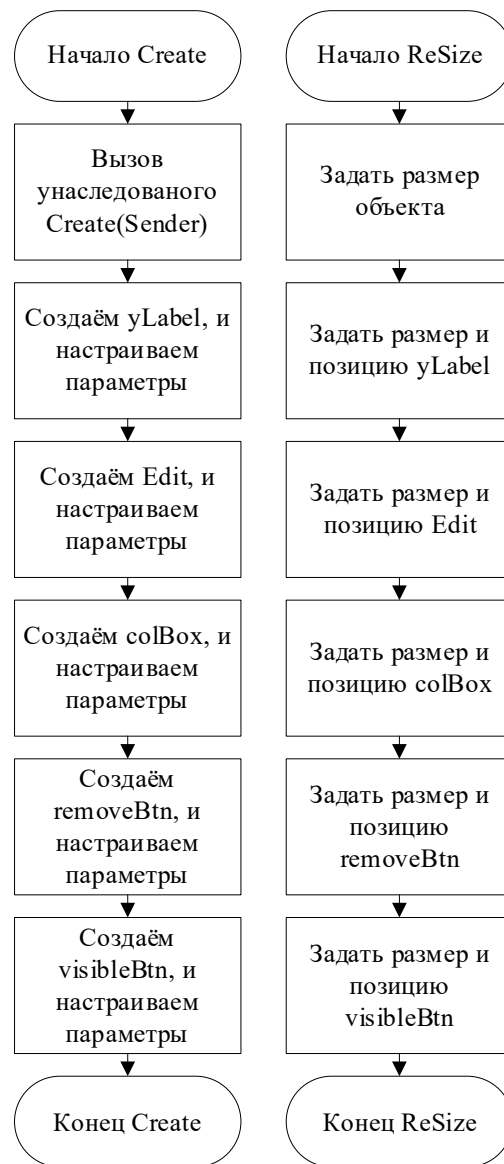 Начало Create
Вызов
унаследованого
Create(Sender)
Создаём yLabel, и
настраиваем
параметры
Создаём Edit, и
настраиваем
параметры
Создаём colBox, и
настраиваем
параметры
Создаём
removeBtn, и
настраиваем
параметры
Создаём
visibleBtn, и
настраиваем
параметры
Конец Create
Начало ReSize
Задать размер
объекта
Задать размер и
позицию yLabel
Задать размер и
позицию Edit
Задать размер и
позицию colBox
Задать размер и
позицию
removeBtn
Задать размер и
позицию
visibleBtn
Конец ReSize